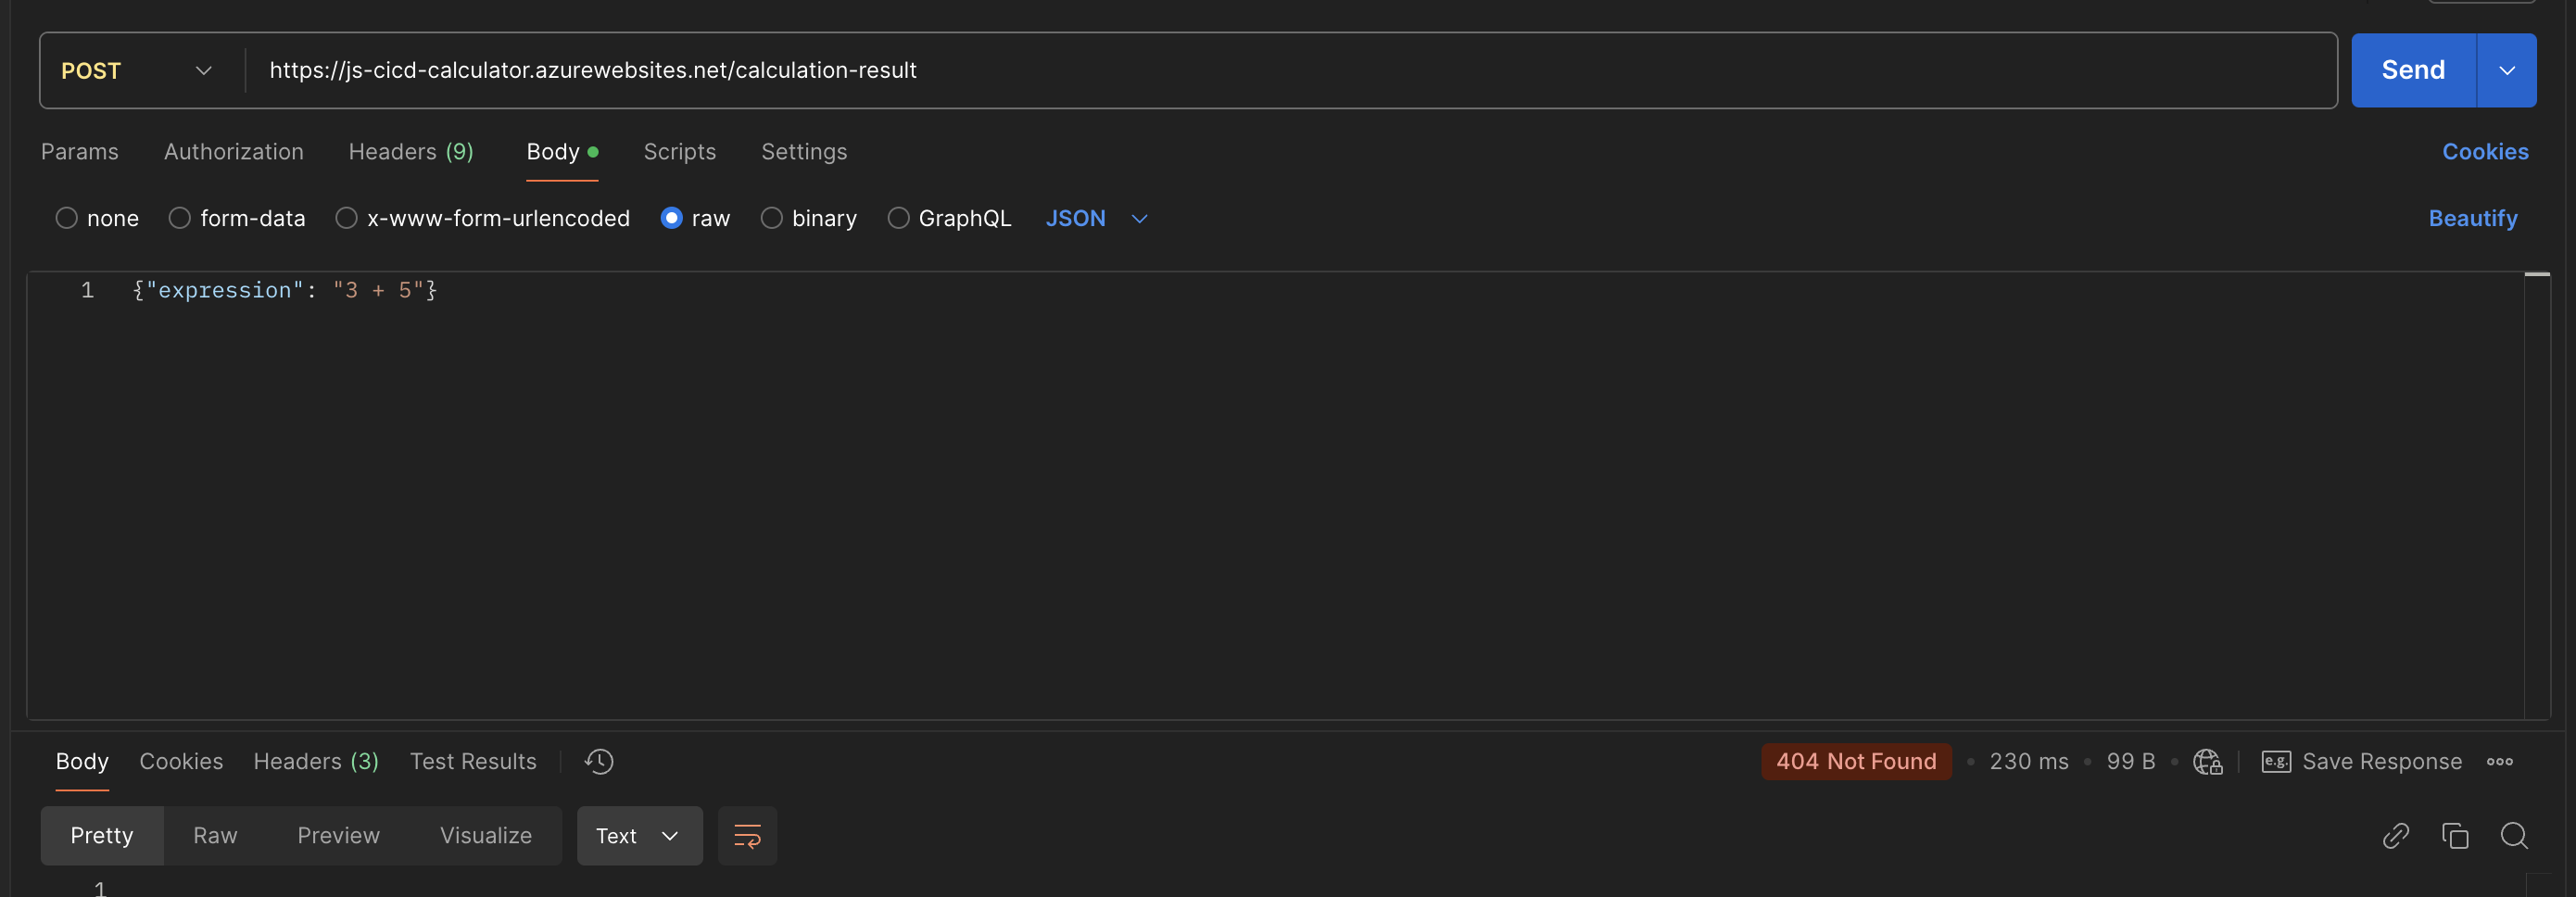 POST https://js-cicd-calculator.azurewebsites.net/calculation-result Send
Params Authorization Headers (9) Body Scripts Settings Cookies
none form-data x-www-form-urlencoded raw binary GraphQL JSON Beautify
1 {"expression": "3 + 5"}
Body Cookies Headers (3) Test Results 404 Not Found • 230 ms • 99 B • e.g. Save Response
Pretty Raw Preview Visualize Text
1